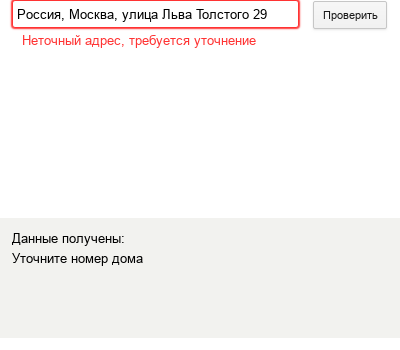 Россия, Москва, улица Льва Толстого 29
Проверить
Неточный адрес, требуется уточнение
Данные получены:
Уточните номер дома